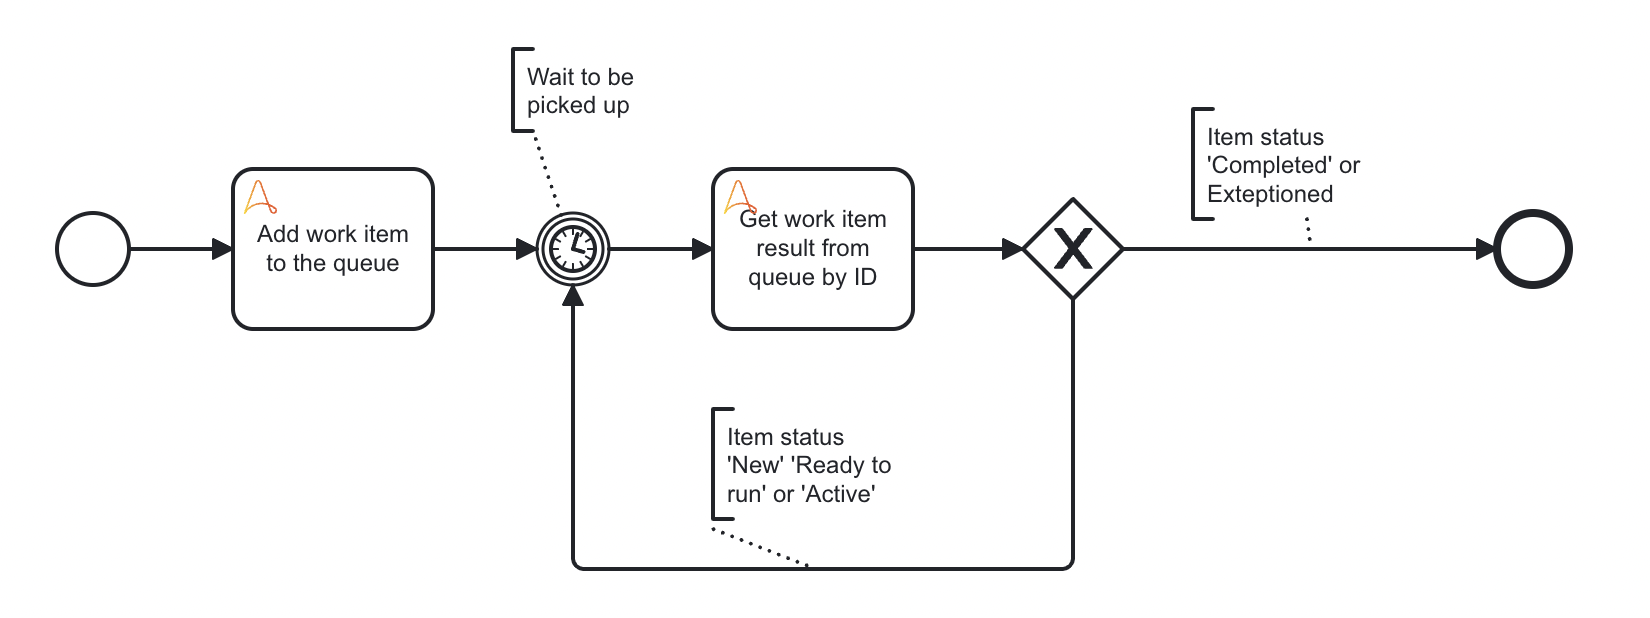 Wait to be
picked up
Item status
'Completed' or
Exteptioned
Add work item
to the queue
Get work item
result from
queue by ID
X
Item status
'New' 'Ready to
run' or 'Active'